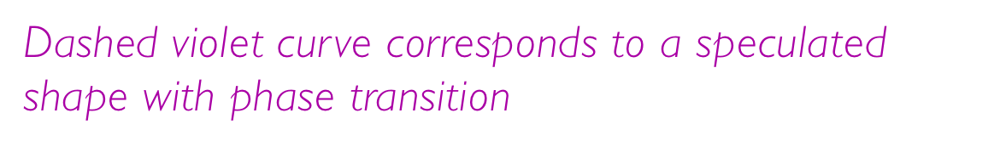 Dashed violet curve corresponds to a speculated
shape with phase transition